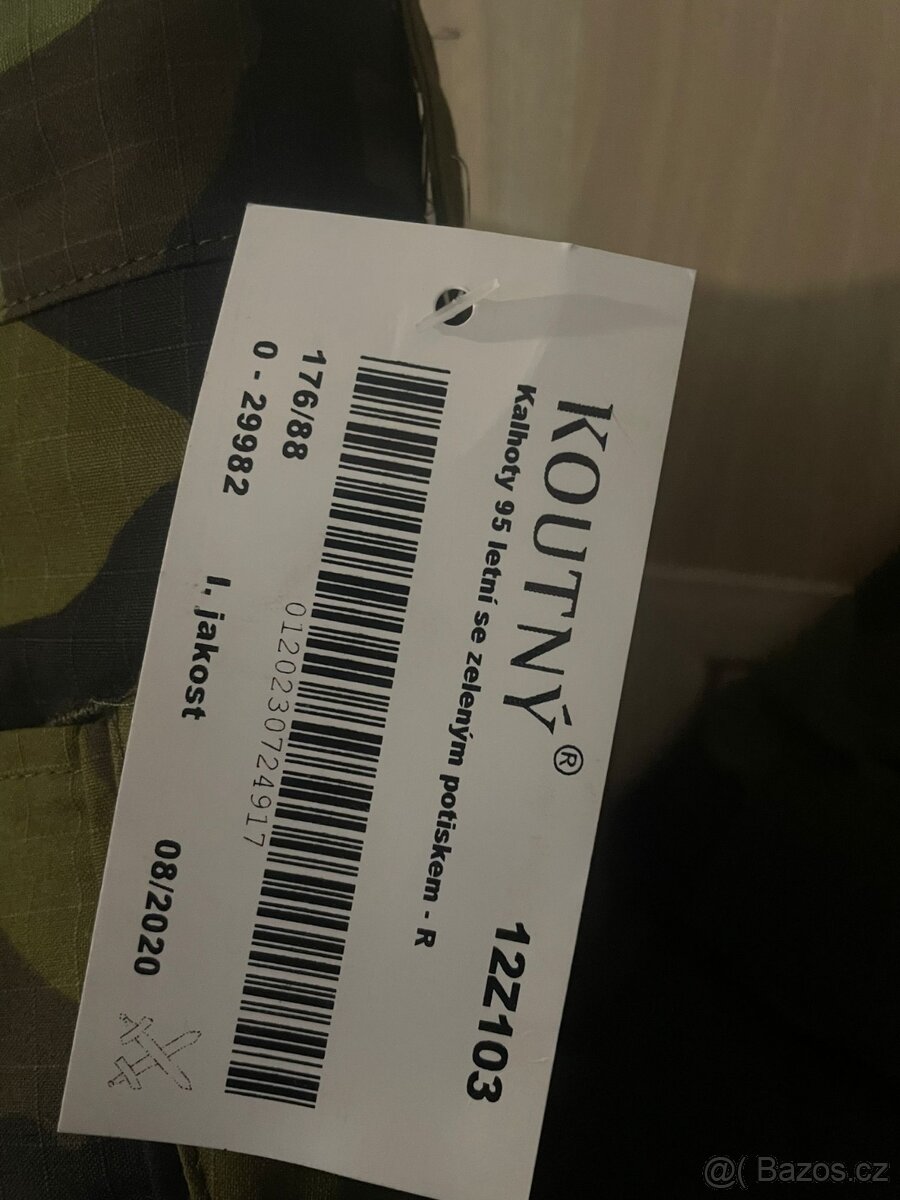 KOUTNÝ®
12Z103
Kalhoty 95 letní se zeleným potiskem - R
0120230724917
176/88
0 - 29982
I. jakost
08/2020
@( Bazos.cz